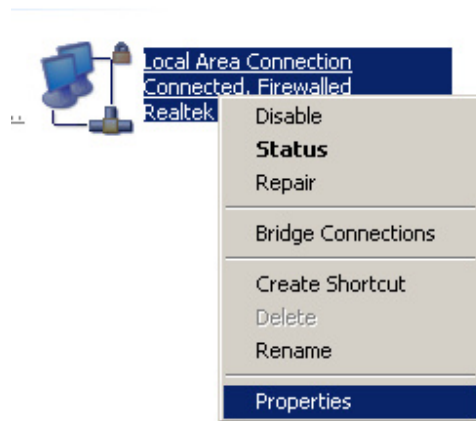 Local Area Connection
Connected, Firewalled
Realtek
Disable
Status
Repair
Bridge Connections
Create Shortcut
Delete
Rename
Properties